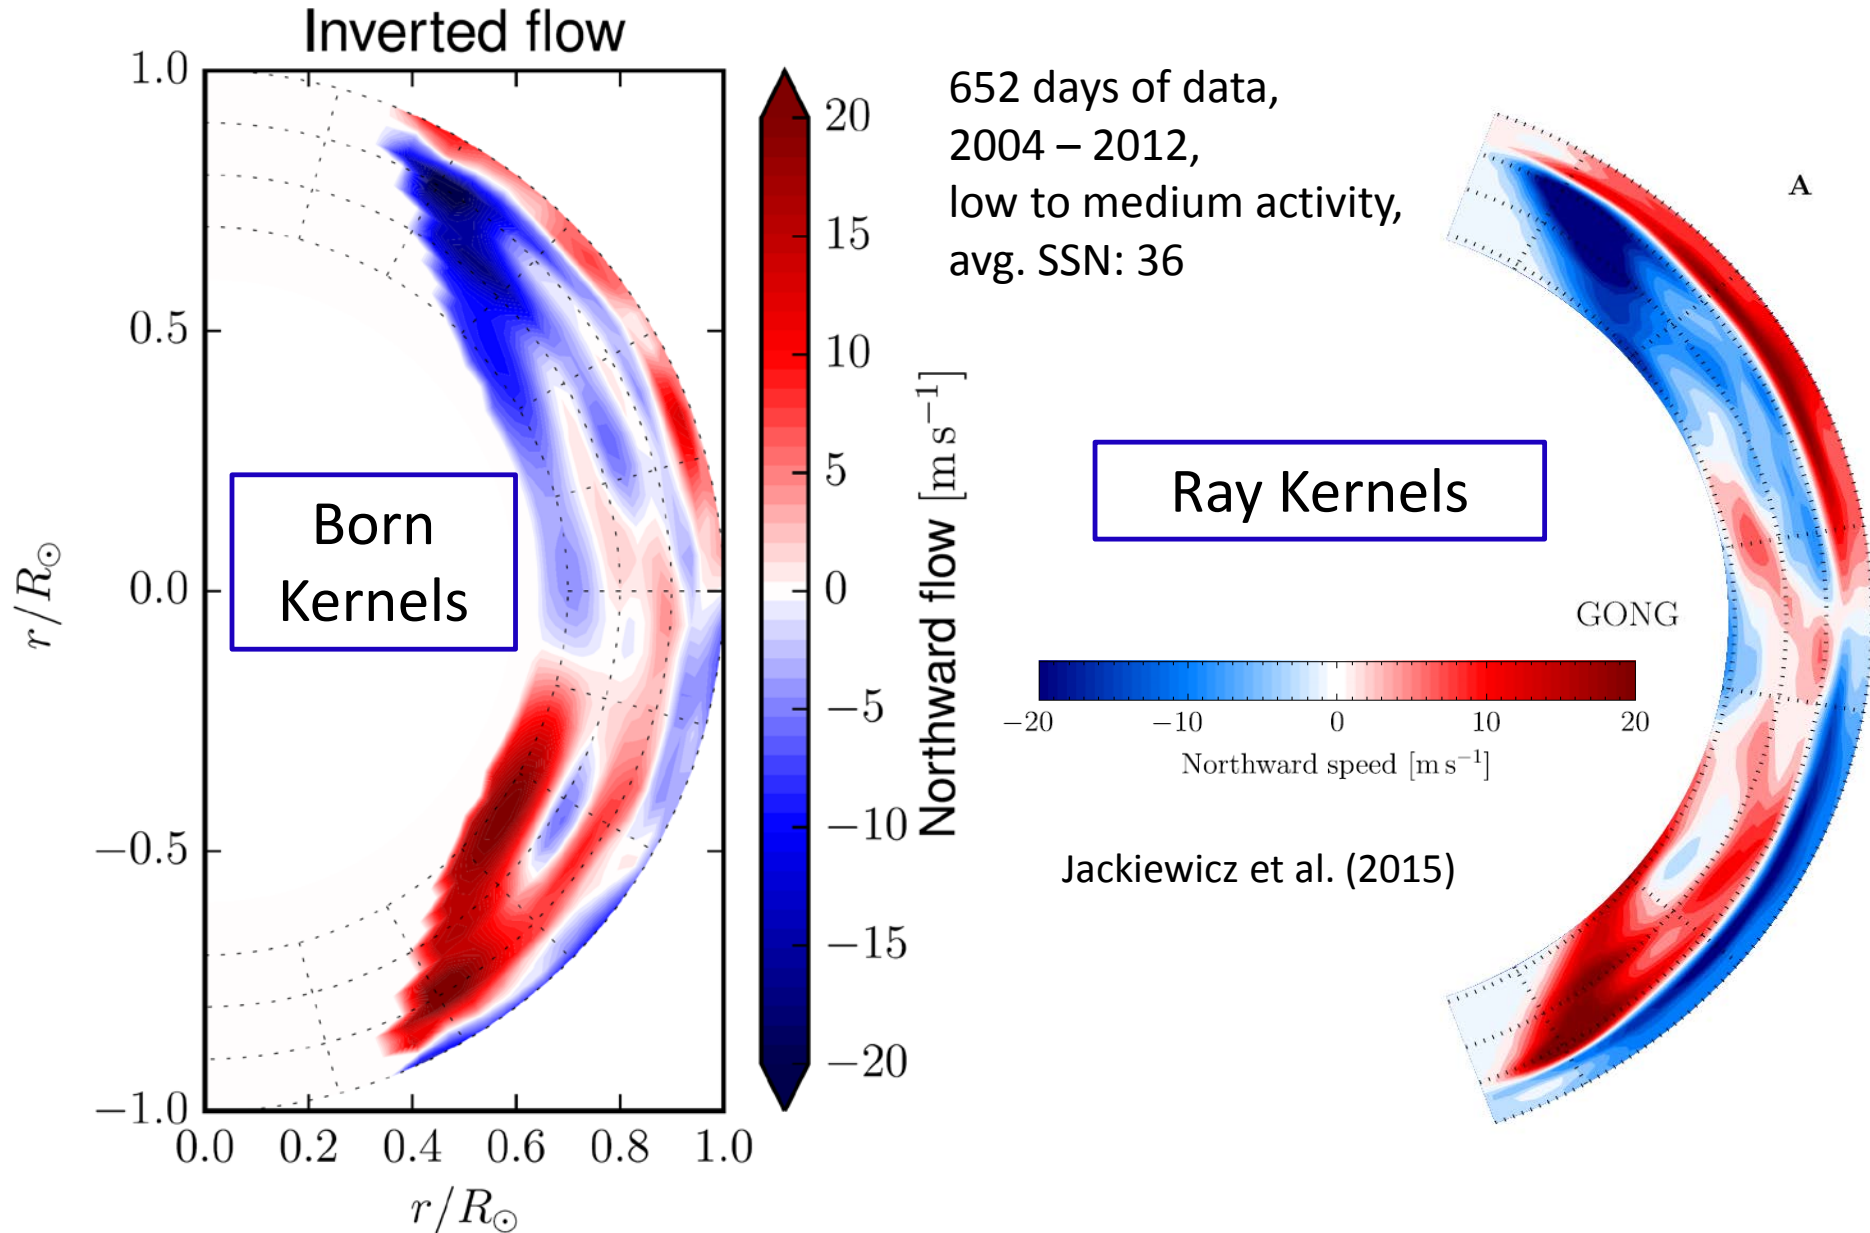 Inverted flow
1.0
0.5
0.0
−0.5
−1.0
r/R☉
0.0 0.2 0.4 0.6 0.8 1.0
r/R☉
Born
Kernels
20
15
10
5
0
−5
−10
−15
−20
Northward flow [m s⁻¹]
652 days of data,
2004 – 2012,
low to medium activity,
avg. SSN: 36
A
Ray Kernels
GONG
−20 −10 0 10 20
Northward speed [m s⁻¹]
Jackiewicz et al. (2015)